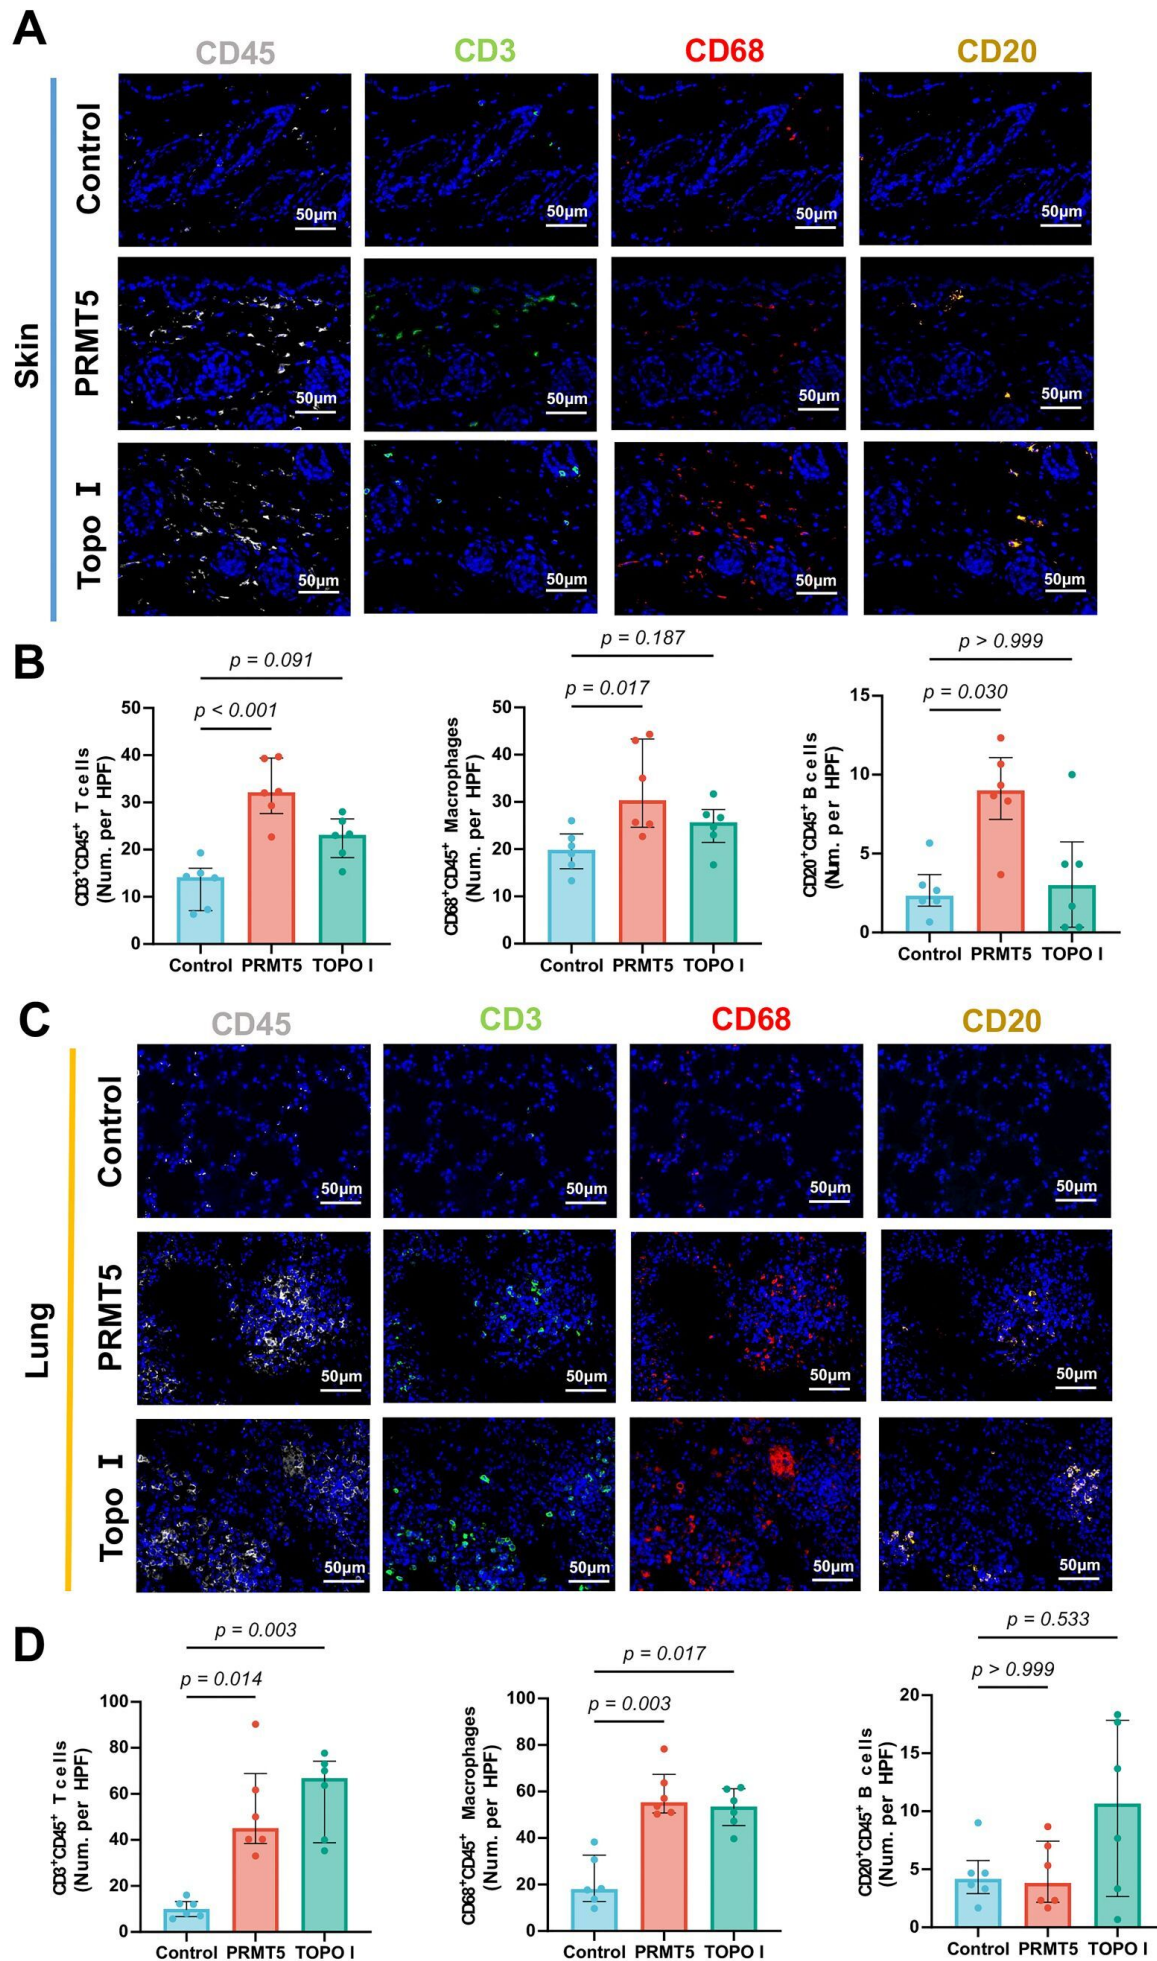 A
CD45 CD3 CD68 CD20
Skin
Control
50μm 50μm 50μm 50μm
PRMT5
50μm 50μm 50μm 50μm
Topo I
50μm 50μm 50μm 50μm
B
p = 0.091
p < 0.001
CD3+CD45+ T cells
(Num. per HPF)
50
40
30
20
10
0
Control PRMT5 TOPO I
p = 0.187
p = 0.017
CD68+CD45+ Macrophages
(Num. per HPF)
50
40
30
20
10
0
Control PRMT5 TOPO I
p > 0.999
p = 0.030
CD20+CD45+ B cells
(Num. per HPF)
15
10
5
0
Control PRMT5 TOPO I
C
CD45 CD3 CD68 CD20
Lung
Control
50μm 50μm 50μm 50μm
PRMT5
50μm 50μm 50μm 50μm
Topo I
50μm 50μm 50μm 50μm
D
p = 0.003
p = 0.014
CD3+CD45+ T cells
(Num. per HPF)
100
80
60
40
20
0
Control PRMT5 TOPO I
p = 0.017
p = 0.003
CD68+CD45+ Macrophages
(Num. per HPF)
100
80
60
40
20
0
Control PRMT5 TOPO I
p = 0.533
p > 0.999
CD20+CD45+ B cells
(Num. per HPF)
20
15
10
5
0
Control PRMT5 TOPO I